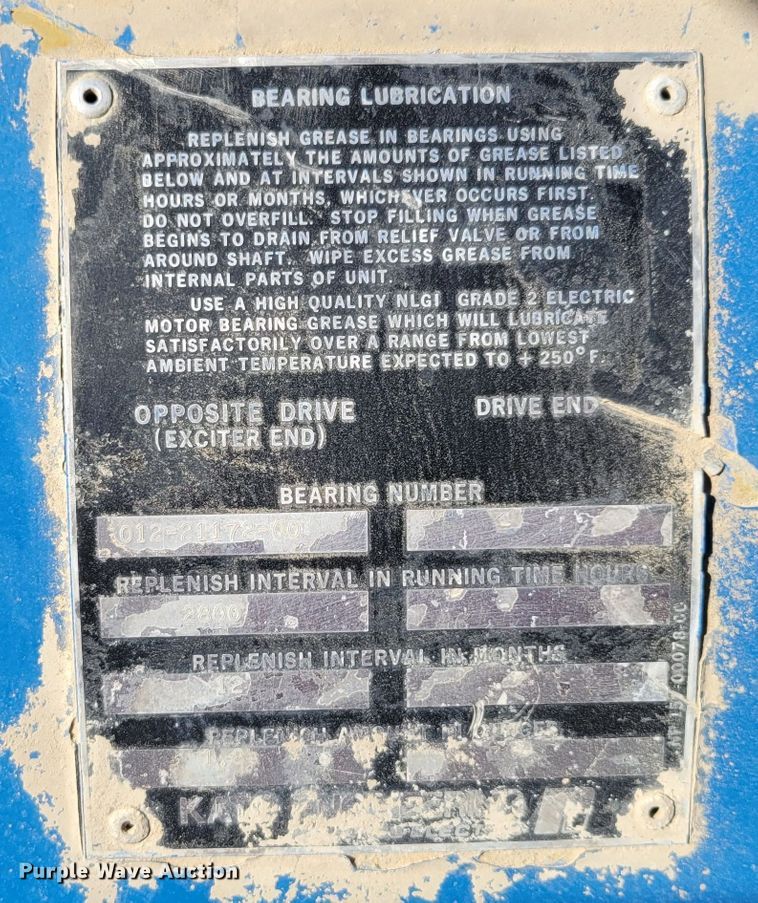 BEARING LUBRICATION
REPLENISH GREASE IN BEARINGS USING
APPROXIMATELY THE AMOUNTS OF GREASE LISTED
BELOW AND AT INTERVALS SHOWN IN RUNNING TIME
HOURS OR MONTHS, WHICHEVER OCCURS FIRST.
DO NOT OVERFILL. STOP FILLING WHEN GREASE
BEGINS TO DRAIN FROM RELIEF VALVE OR FROM
AROUND SHAFT. WIPE EXCESS GREASE FROM
INTERNAL PARTS OF UNIT.
USE A HIGH QUALITY NLGI GRADE 2 ELECTRIC
MOTOR BEARING GREASE WHICH WILL LUBRICATE
SATISFACTORILY OVER A RANGE FROM LOWEST
AMBIENT TEMPERATURE EXPECTED TO + 250° F.
OPPOSITE DRIVE DRIVE END
(EXCITER END)
BEARING NUMBER
REPLENISH INTERVAL IN RUNNING TIME HOURS
2000
REPLENISH INTERVAL IN MONTHS
12
REPLENISH AMOUNT IN
Purple Wave Auction